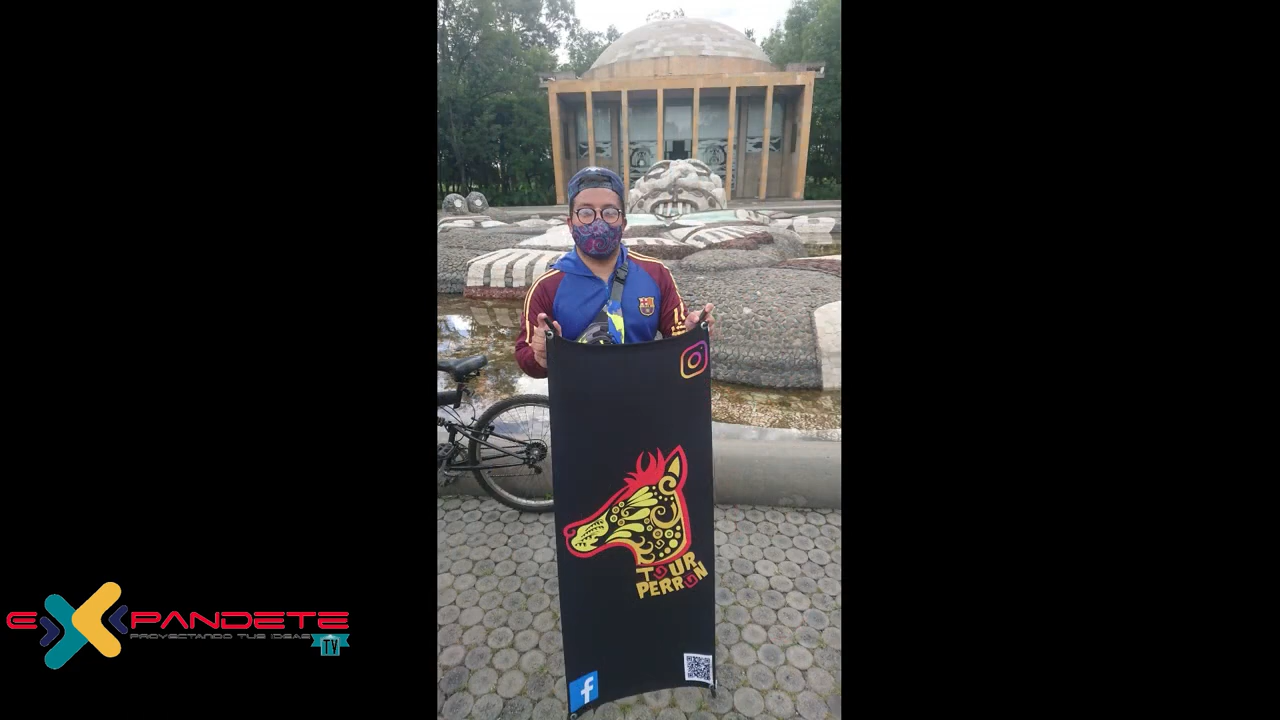 TOUR
PERRON
EXPANDETE
PROYECTANDO TUS IDEAS
TV